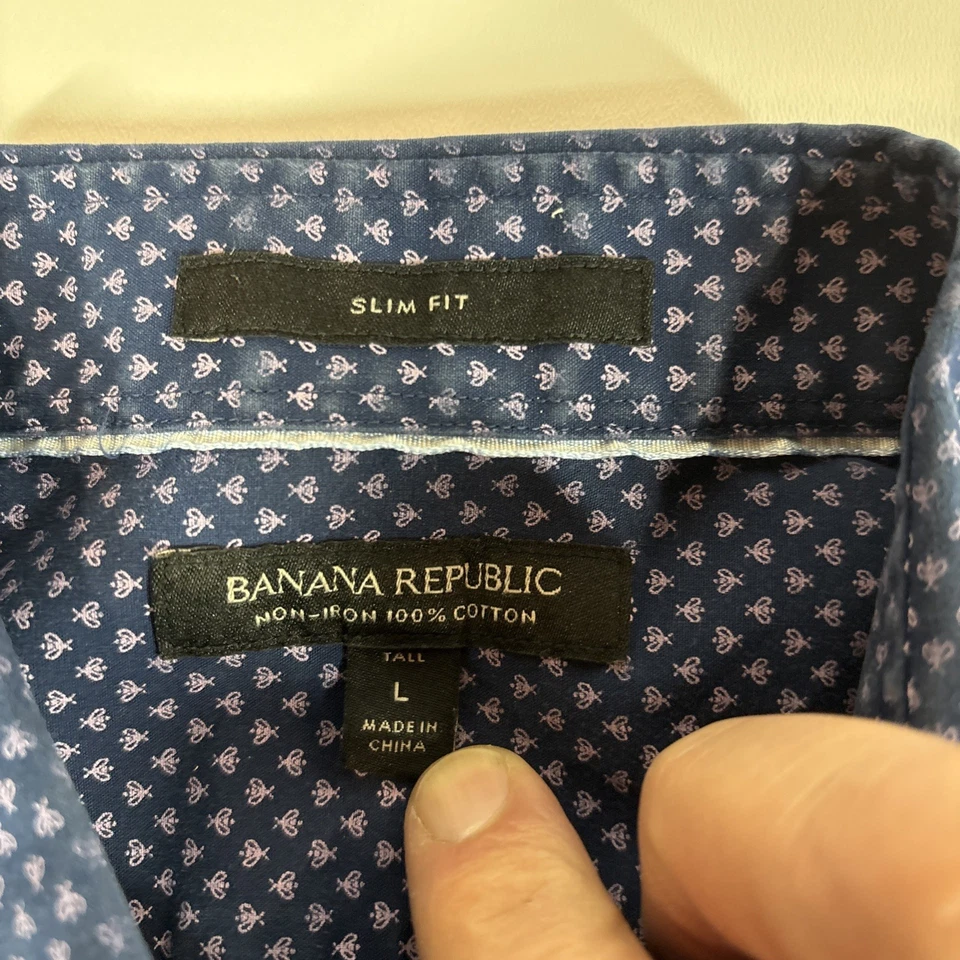 SLIM FIT
BANANA REPUBLIC
NON-IRON 100% COTTON
TALL
L
MADE IN
CHINA